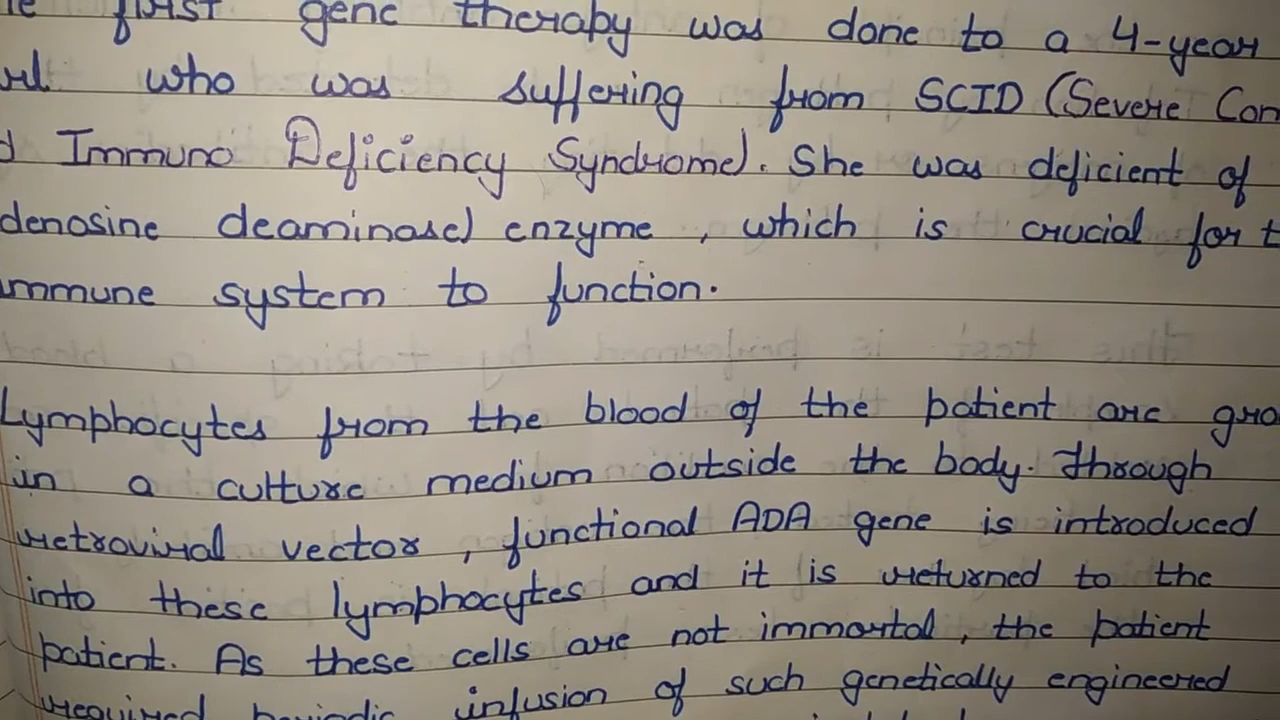 first gene therapy was done to a 4-year
who was suffering from SCID (Severe Com
d Immuno Deficiency Syndrome). She was deficient of
denosine deaminase enzyme, which is crucial for t
mmune system to function.
Lymphocytes from the blood of the patient are gro
in a culture medium outside the body. Through
retroviral vector, functional ADA gene is introduced
into these lymphocytes and it is returned to the
patient. As these cells are not immortal, the patient
required periodic infusion of such genetically engineered